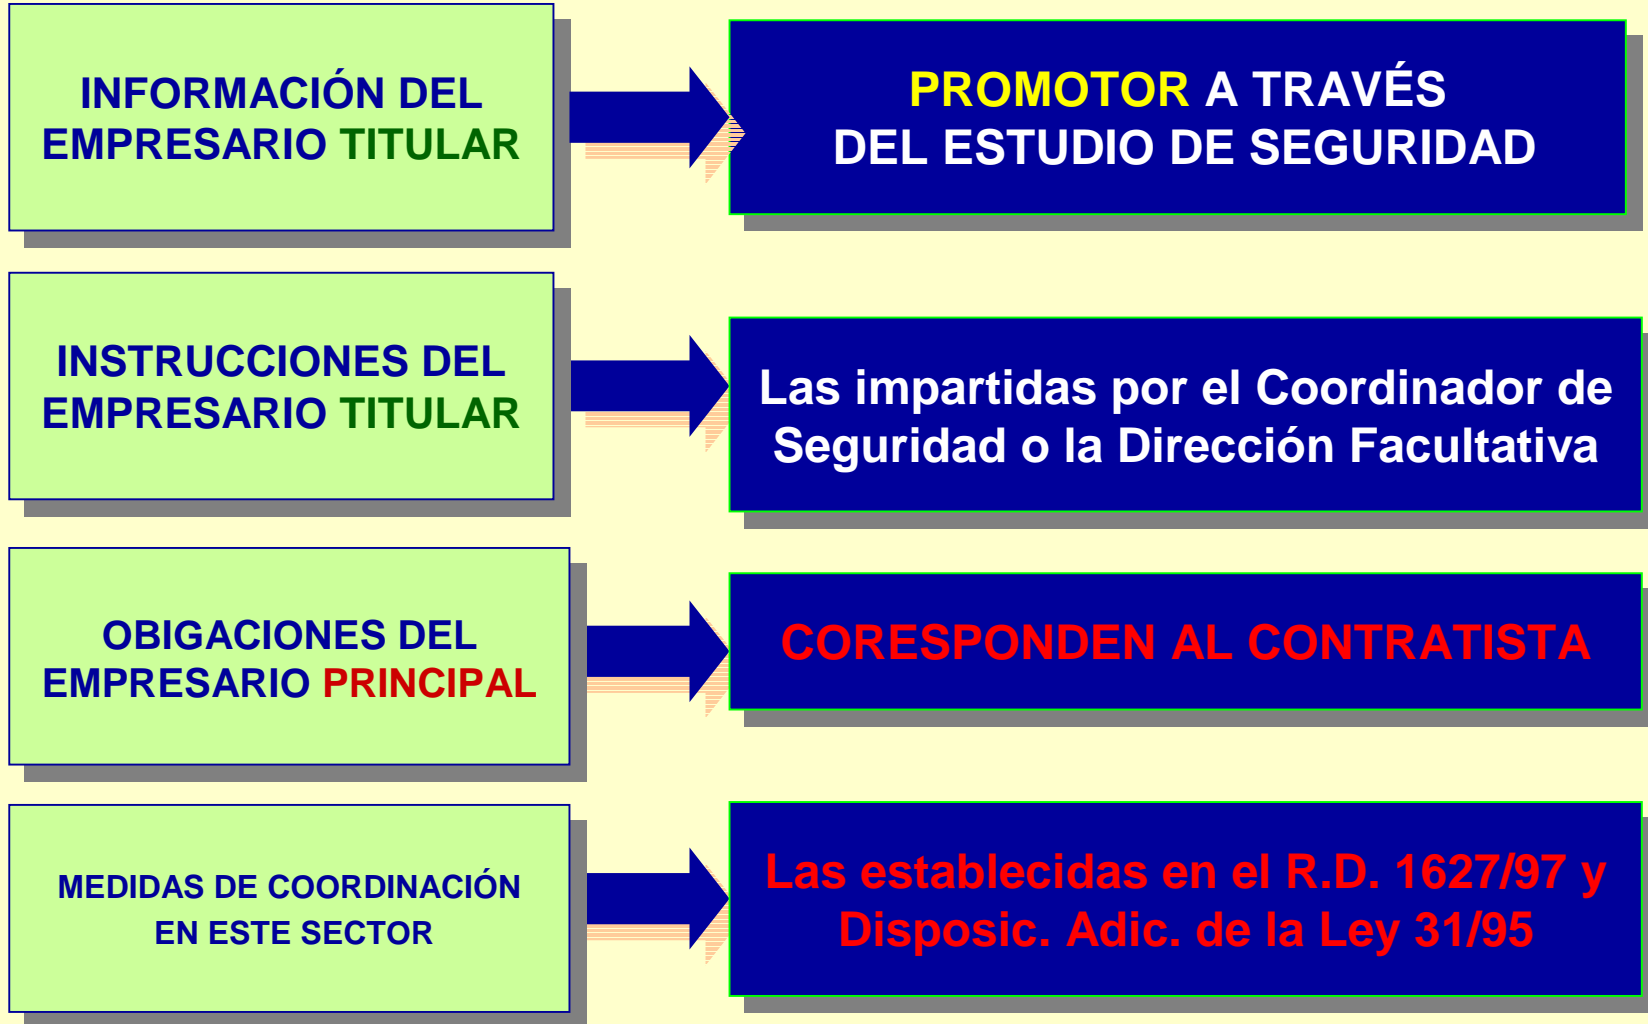 INFORMACIÓN DEL
EMPRESARIO TITULAR
PROMOTOR A TRAVÉS
DEL ESTUDIO DE SEGURIDAD
INSTRUCCIONES DEL
EMPRESARIO TITULAR
Las impartidas por el Coordinador de
Seguridad o la Dirección Facultativa
OBIGACIONES DEL
EMPRESARIO PRINCIPAL
CORESPONDEN AL CONTRATISTA
MEDIDAS DE COORDINACIÓN
EN ESTE SECTOR
Las establecidas en el R.D. 1627/97 y
Disposic. Adic. de la Ley 31/95